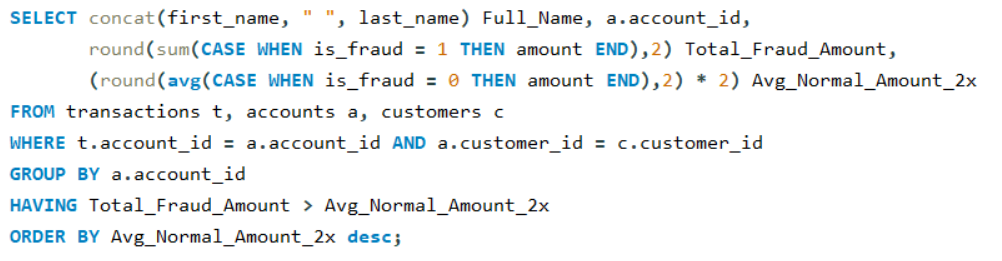 SELECT concat(first_name, " ", last_name) Full_Name, a.account_id,
round(sum(CASE WHEN is_fraud = 1 THEN amount END),2) Total_Fraud_Amount,
(round(avg(CASE WHEN is_fraud = 0 THEN amount END),2) * 2) Avg_Normal_Amount_2x
FROM transactions t, accounts a, customers c
WHERE t.account_id = a.account_id AND a.customer_id = c.customer_id
GROUP BY a.account_id
HAVING Total_Fraud_Amount > Avg_Normal_Amount_2x
ORDER BY Avg_Normal_Amount_2x desc;